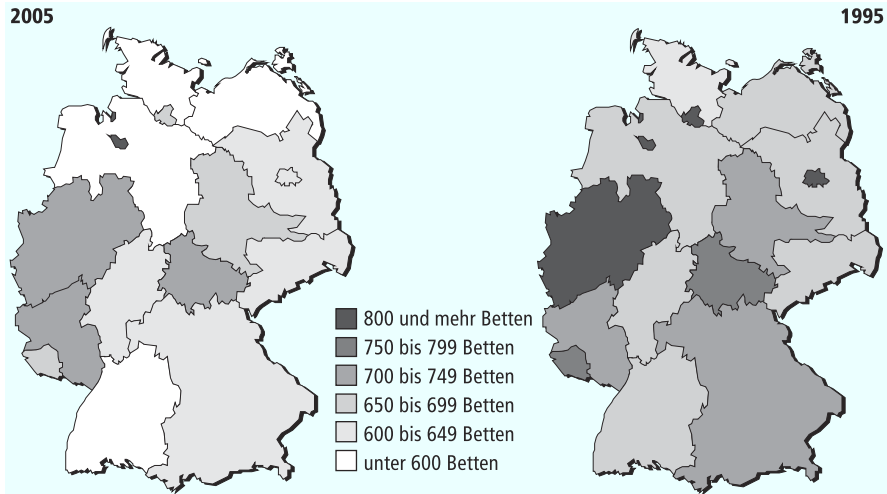 2005
1995
800 und mehr Betten
750 bis 799 Betten
700 bis 749 Betten
650 bis 699 Betten
600 bis 649 Betten
unter 600 Betten